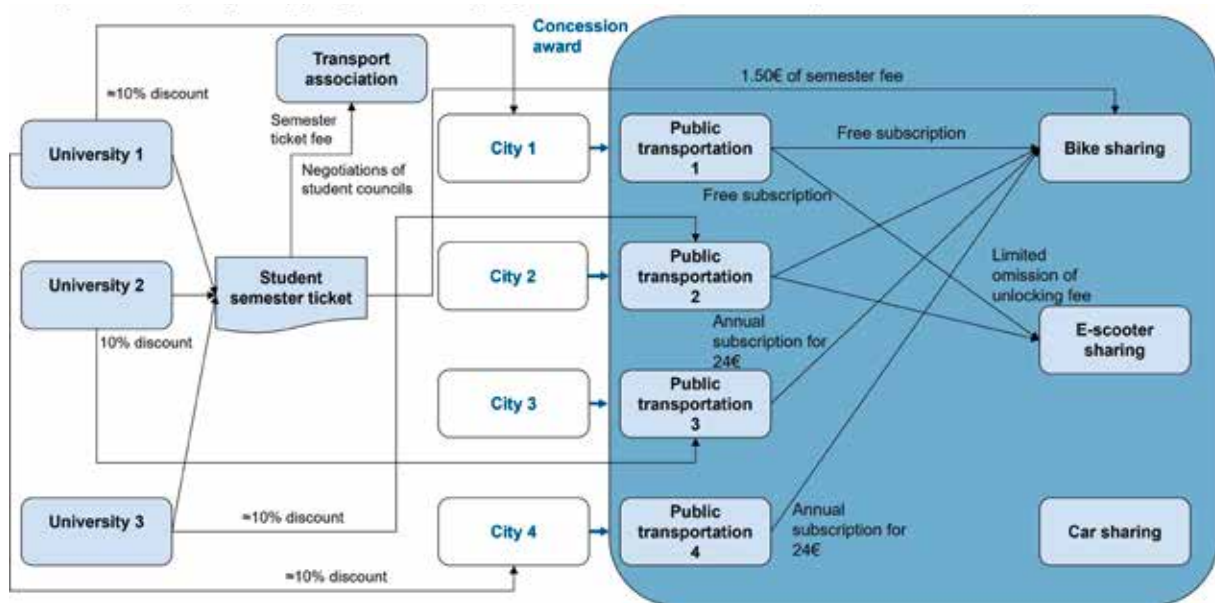 Concession
award
Transport
association
1.50€ of semester fee
≈10% discount
Semester
ticket fee
University 1
City 1
Public
transportation
1
Free subscription
Bike sharing
Negotiations of
student councils
Free subscription
University 2
Student
semester ticket
City 2
Public
transportation
2
Limited
omission of
unlocking fee
10% discount
Annual
subscription for
24€
E-scooter
sharing
City 3
Public
transportation
3
University 3
≈10% discount
City 4
Public
transportation
4
Annual
subscription for
24€
Car sharing
≈10% discount